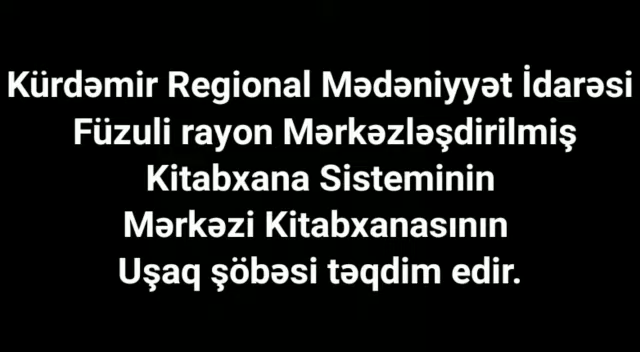 Kürdəmir Regional Mədəniyyət İdarəsi
Füzuli rayon Mərkəzləşdirilmiş
Kitabxana Sisteminin
Mərkəzi Kitabxanasının
Uşaq şöbəsi təqdim edir.